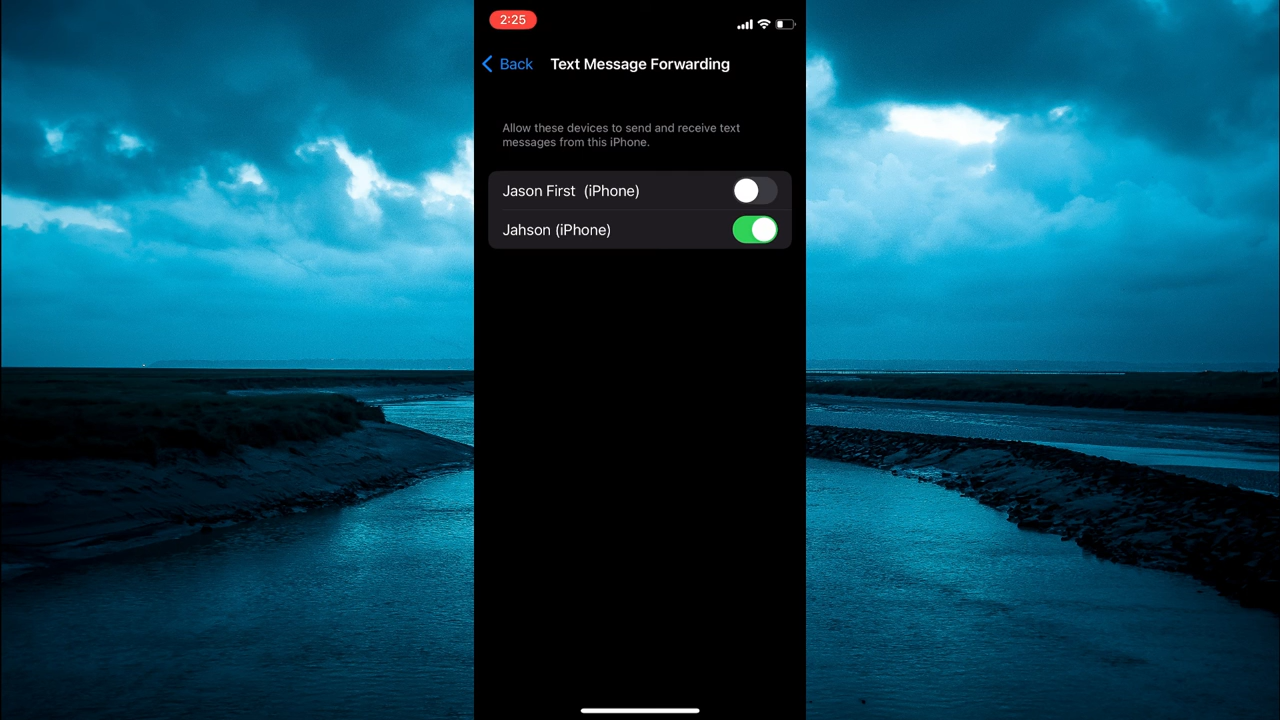 2:25
Back
Text Message Forwarding
Allow these devices to send and receive text
messages from this iPhone.
Jason First (iPhone)
Jahson (iPhone)